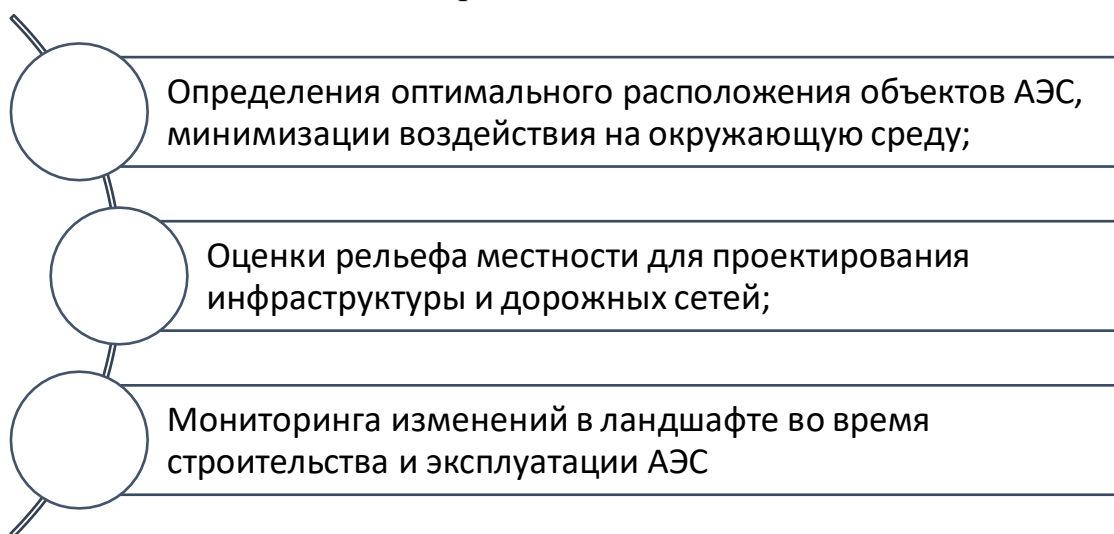 Определения оптимального расположения объектов АЭС,
минимизации воздействия на окружающую среду;
Оценки рельефа местности для проектирования
инфраструктуры и дорожных сетей;
Мониторинга изменений в ландшафте во время
строительства и эксплуатации АЭС